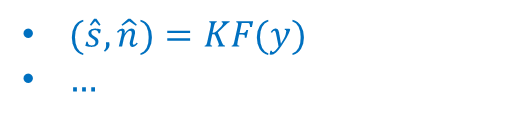 • (ŝ, n̂) = KF(y)
• ...